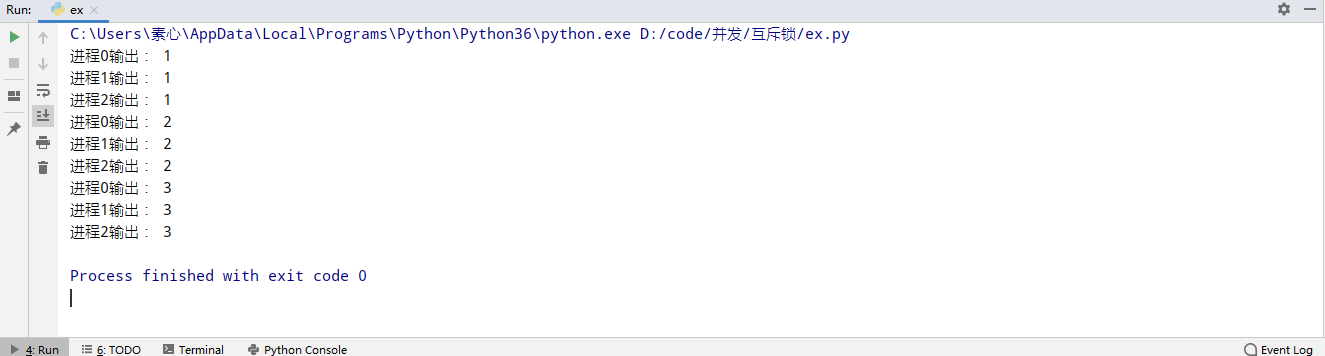 Run: ex
C:\Users\素心\AppData\Local\Programs\Python\Python36\python.exe D:/code/并发/互斥锁/ex.py
进程0输出： 1
进程1输出： 1
进程2输出： 1
进程0输出： 2
进程1输出： 2
进程2输出： 2
进程0输出： 3
进程1输出： 3
进程2输出： 3
Process finished with exit code 0
4: Run 6: TODO Terminal Python Console Event Log